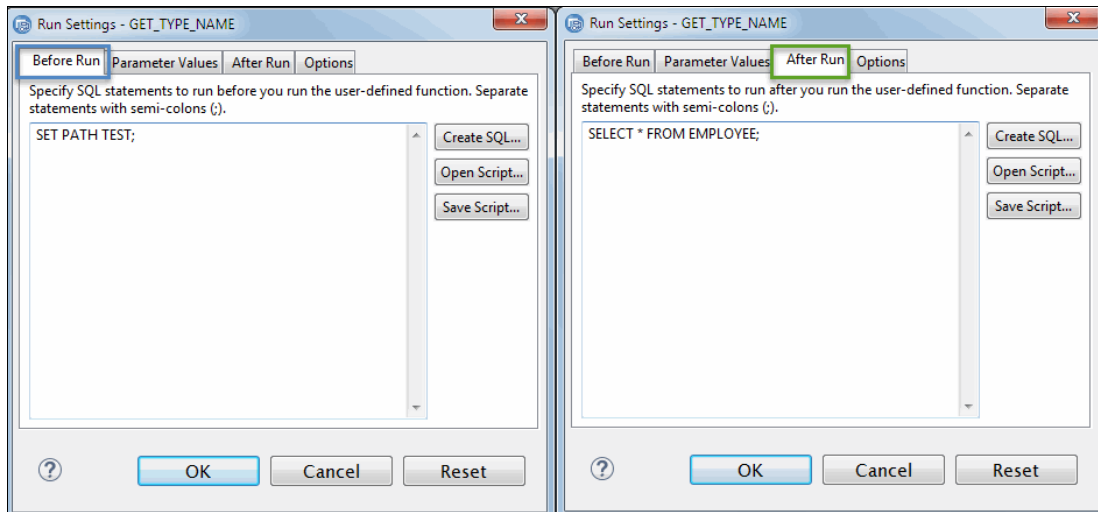 Run Settings - GET_TYPE_NAME
Before Run Parameter Values After Run Options
Specify SQL statements to run before you run the user-defined function. Separate
statements with semi-colons (;).
SET PATH TEST;
Create SQL...
Open Script...
Save Script...
? OK Cancel Reset
Run Settings - GET_TYPE_NAME
Before Run Parameter Values After Run Options
Specify SQL statements to run after you run the user-defined function. Separate
statements with semi-colons (;).
SELECT * FROM EMPLOYEE;
Create SQL...
Open Script...
Save Script...
? OK Cancel Reset